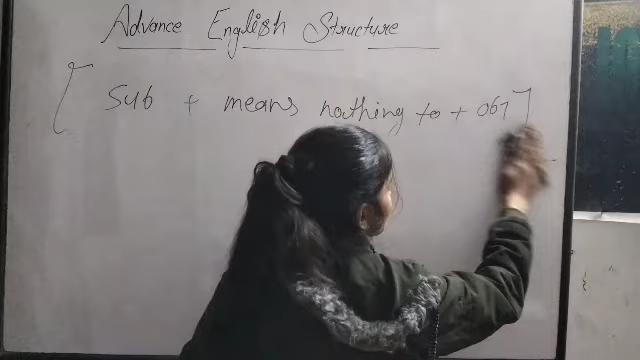 Advance English Structure
[ Sub + means nothing to + obj ]